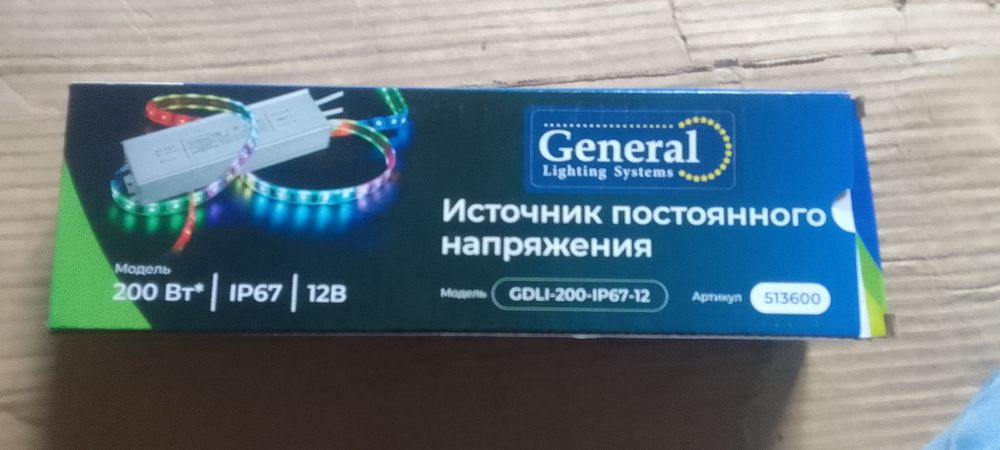 General
Lighting Systems
Источник постоянного
напряжения
Модель
200 Вт* | IP67 | 12В
Модель GDLI-200-IP67-12 Артикул 513600